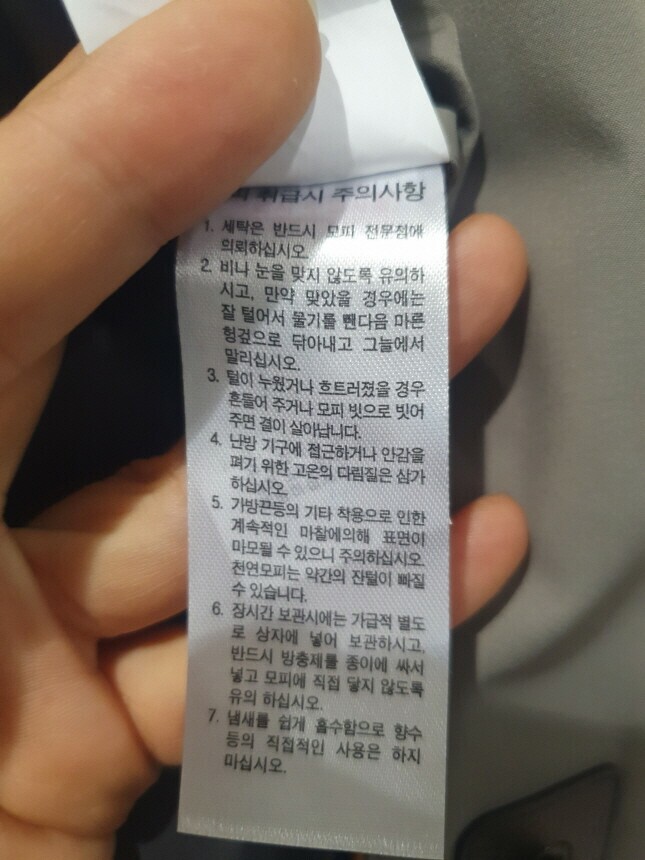 취급시 주의사항
1. 세탁은 반드시 모피 전문점에
의뢰하십시오.
2. 비나 눈을 맞지 않도록 유의하
시고, 만약 맞았을 경우에는
잘 털어서 물기를 뺀다음 마른
헝겊으로 닦아내고 그늘에서
말리십시오.
3. 털이 누웠거나 흐트러졌을 경우
흔들어 주거나 모피 빗으로 빗어
주면 결이 살아납니다.
4. 난방 기구에 접근하거나 안감을
펴기 위한 고온의 다림질은 삼가
하십시오.
5. 가방끈등의 기타 착용으로 인한
계속적인 마찰에의해 표면이
마모될 수 있으니 주의하십시오.
천연모피는 약간의 잔털이 빠질
수 있습니다.
6. 장시간 보관시에는 가급적 별도
로 상자에 넣어 보관하시고,
반드시 방충제를 종이에 싸서
넣고 모피에 직접 닿지 않도록
유의 하십시오.
7. 냄새를 쉽게 흡수함으로 향수
등의 직접적인 사용은 하지
마십시오.